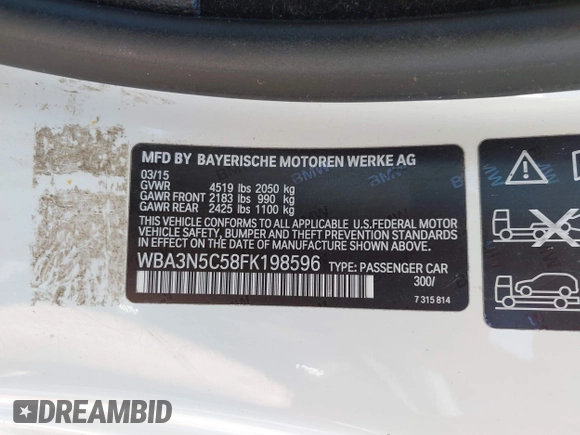 MFD BY BAYERISCHE MOTOREN WERKE AG
03/15
GVWR 4519 lbs 2050 kg
GAWR FRONT 2183 lbs 990 kg
GAWR REAR 2425 lbs 1100 kg
THIS VEHICLE CONFORMS TO ALL APPLICABLE U.S.FEDERAL MOTOR
VEHICLE SAFETY, BUMPER AND THEFT PREVENTION STANDARDS
IN EFFECT ON THE DATE OF MANUFACTURE SHOWN ABOVE.
WBA3N5C58FK198596 TYPE: PASSENGER CAR
300/
7 315 814
DREAMBID